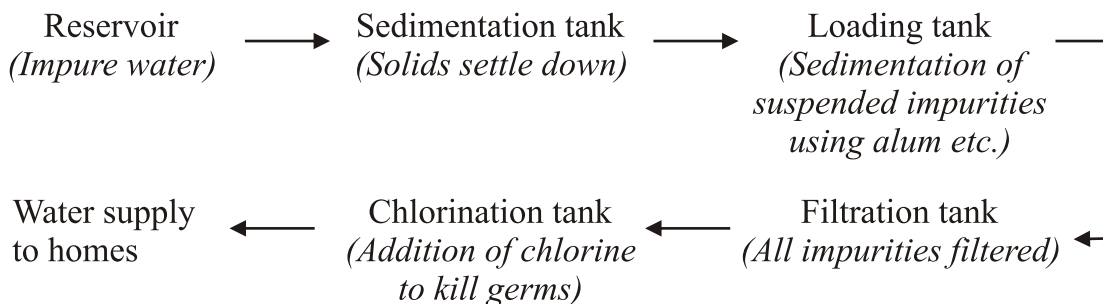 Reservoir
(Impure water)
Sedimentation tank
(Solids settle down)
Loading tank
(Sedimentation of
suspended impurities
using alum etc.)
Water supply
to homes
Chlorination tank
(Addition of chlorine
to kill germs)
Filtration tank
(All impurities filtered)